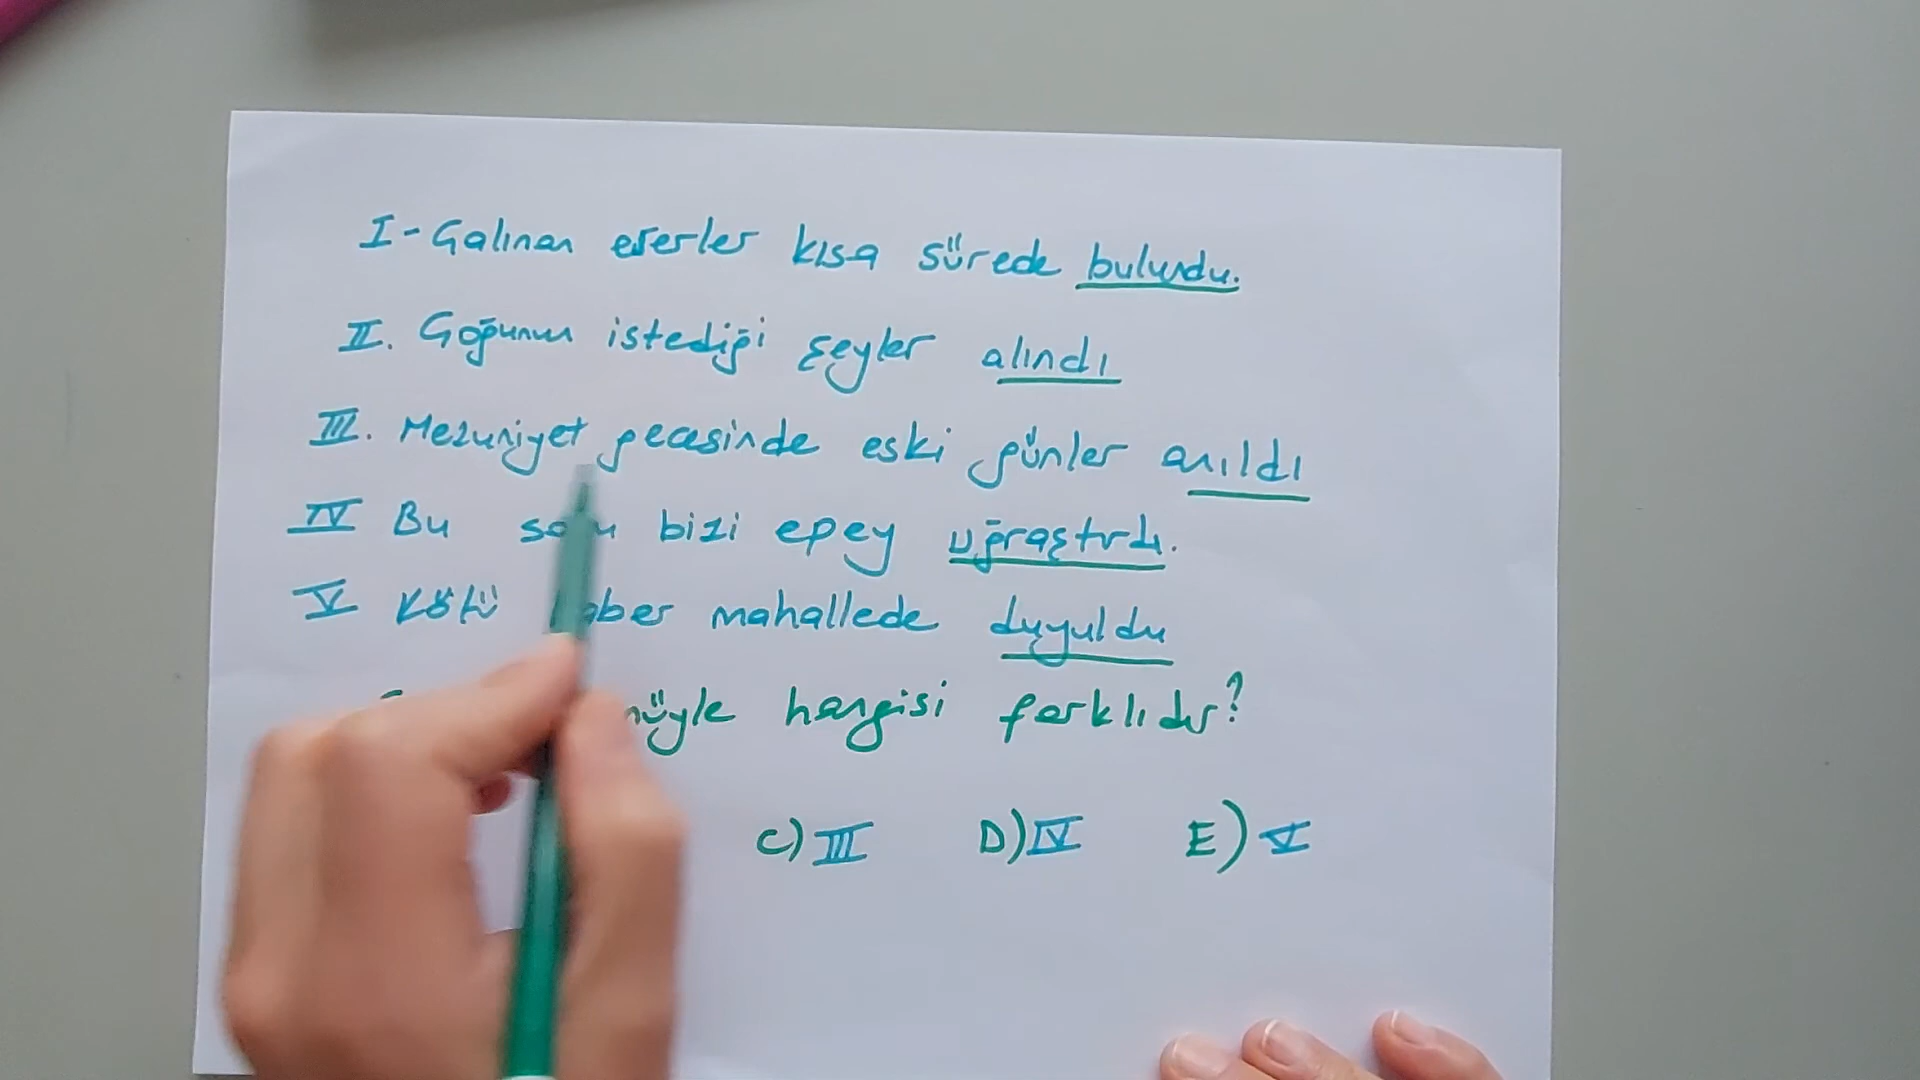 I- Çalınan eserler kısa sürede bulundu.
II. Çoğunun istediği şeyler alındı
III. Mezuniyet gecesinde eski günler anıldı
IV Bu bizi epey uğraştırdı.
V Kötü haber mahallede duyuldu
hangisi farklıdır?
C) III D) IV E) V